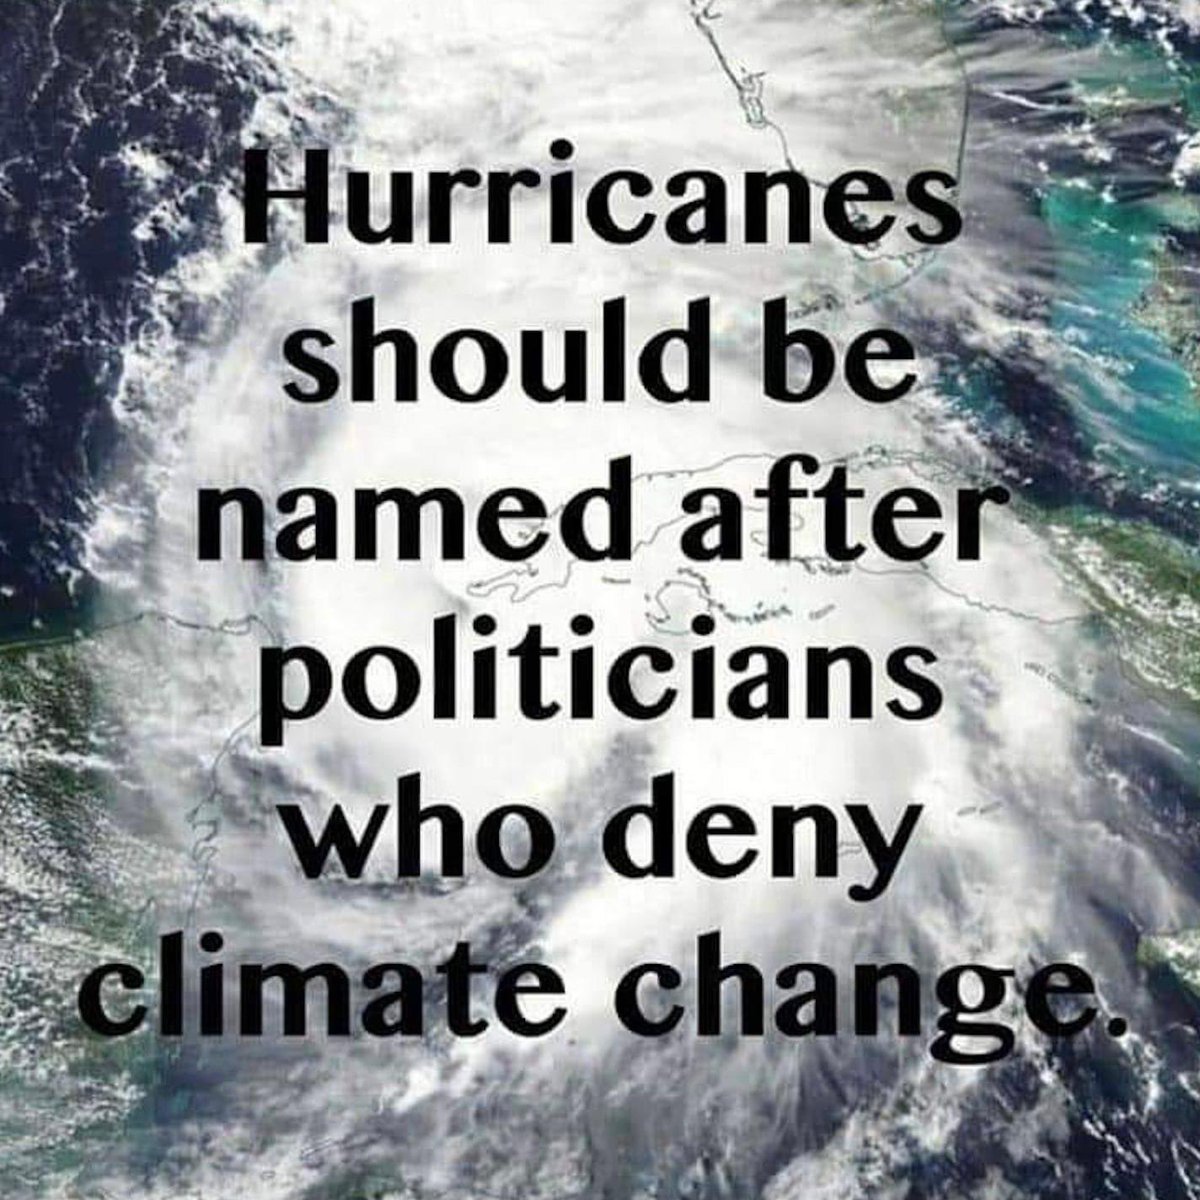 Hurricanes
should be
named after
politicians
who deny
climate change.